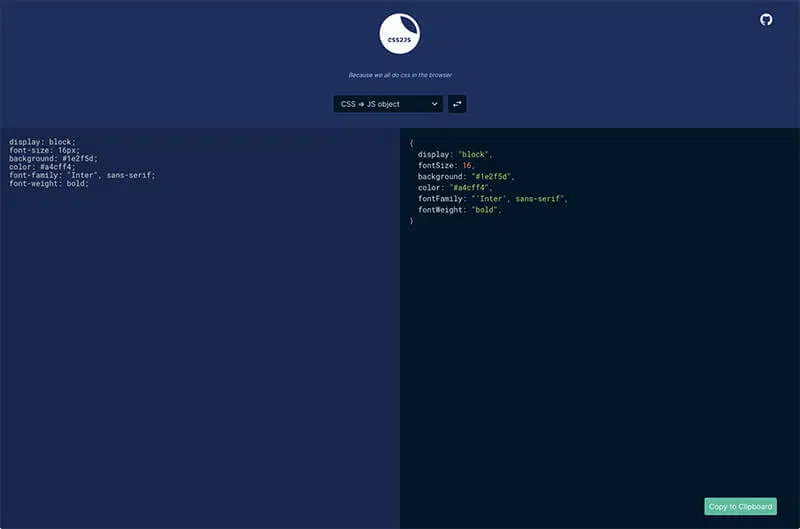 CSS2JS
Because we all do css in the browser
CSS ⇒ JS object
display: block;
font-size: 16px;
background: #1e2f5d;
color: #a4cff4;
font-family: "Inter", sans-serif;
font-weight: bold;
{
display: "block",
fontSize: 16,
background: "#1e2f5d",
color: "#a4cff4",
fontFamily: "'Inter', sans-serif",
fontWeight: "bold",
}
Copy to Clipboard